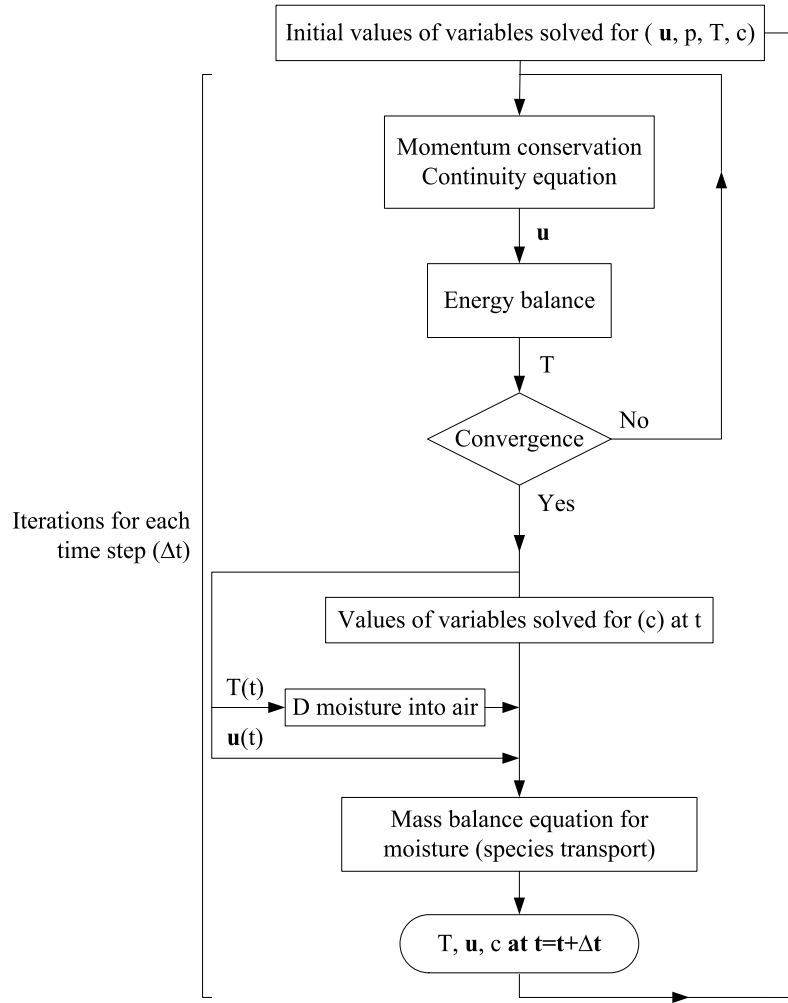 Initial values of variables solved for ( u, p, T, c)
Momentum conservation
Continuity equation
u
Energy balance
T
Convergence
No
Yes
Iterations for each
time step (Δt)
Values of variables solved for (c) at t
T(t)
D moisture into air
u(t)
Mass balance equation for
moisture (species transport)
T, u, c at t=t+Δt